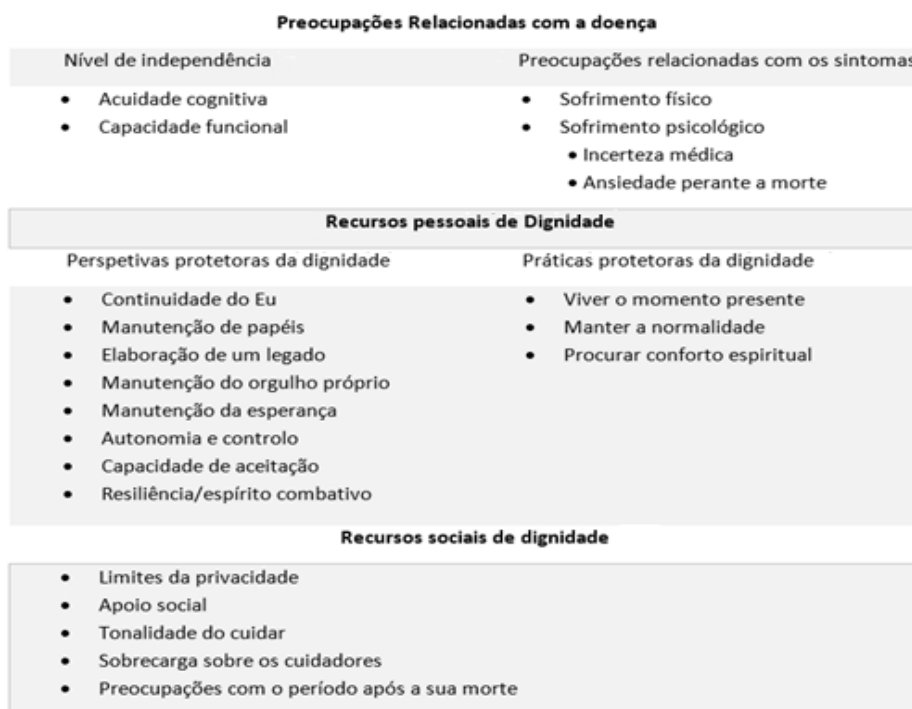 Preocupações Relacionadas com a doença
Nível de independência
Preocupações relacionadas com os sintomas
• Acuidade cognitiva
• Capacidade funcional
• Sofrimento físico
• Sofrimento psicológico
• Incerteza médica
• Ansiedade perante a morte
Recursos pessoais de Dignidade
Perspetivas protetoras da dignidade
Práticas protetoras da dignidade
• Continuidade do Eu
• Manutenção de papéis
• Elaboração de um legado
• Manutenção do orgulho próprio
• Manutenção da esperança
• Autonomia e controlo
• Capacidade de aceitação
• Resiliência/espírito combativo
• Viver o momento presente
• Manter a normalidade
• Procurar conforto espiritual
Recursos sociais de dignidade
• Limites da privacidade
• Apoio social
• Tonalidade do cuidar
• Sobrecarga sobre os cuidadores
• Preocupações com o período após a sua morte